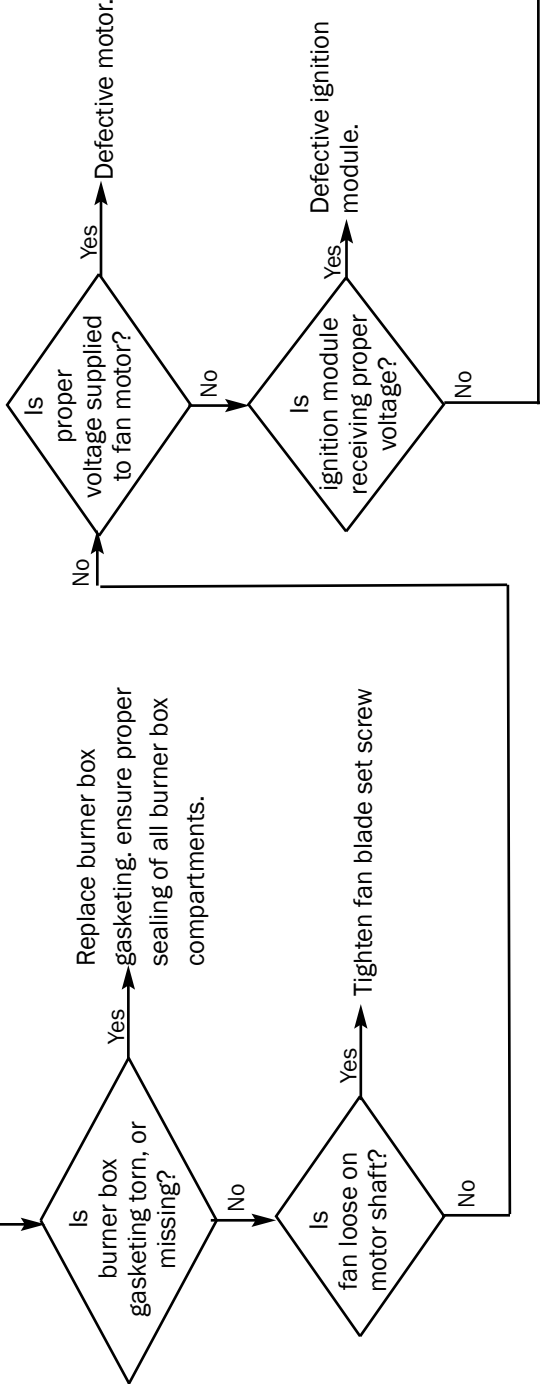 Is
burner box
gasketing torn, or
missing?
Yes
Replace burner box
gasketing. ensure proper
sealing of all burner box
compartments.
No
Is
fan loose on
motor shaft?
Yes
Tighten fan blade set screw
No
No
Is
proper
voltage supplied
to fan motor?
Yes
Defective motor.
No
Is
ignition module
receiving proper
voltage?
Yes
Defective ignition
module.
No